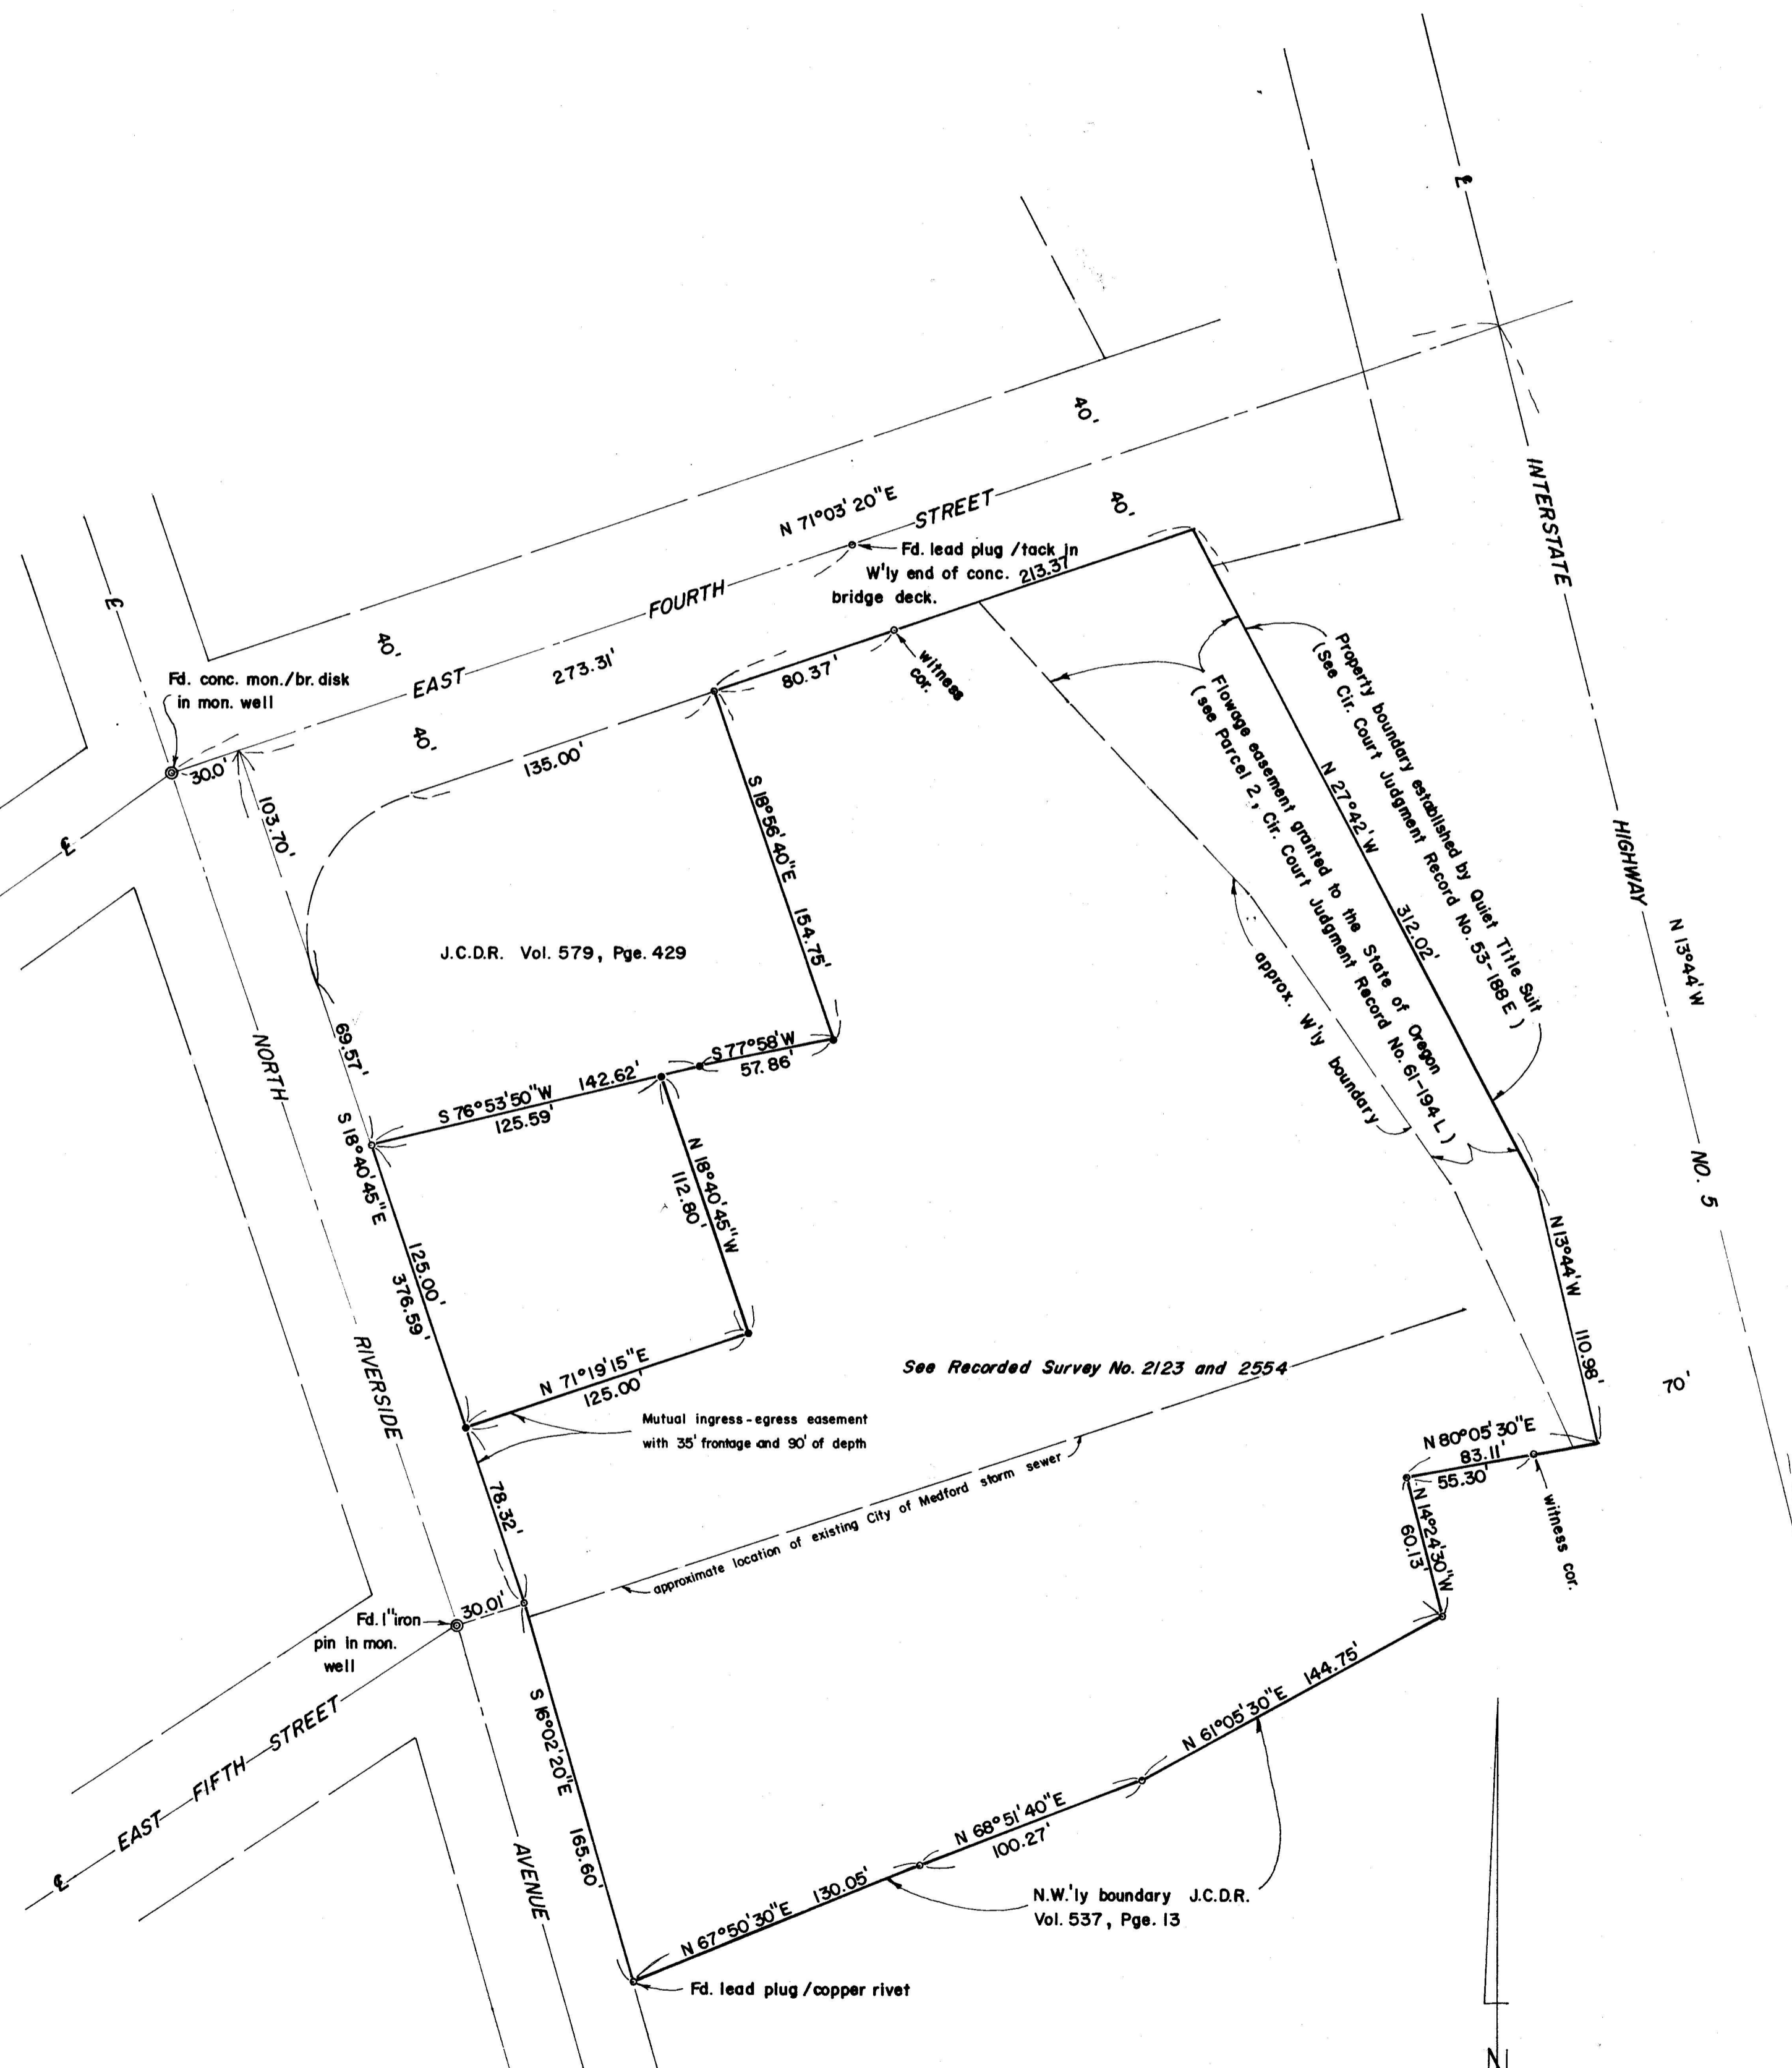 ℄
℄
40'
N 71°03'20"E
40'
STREET
Fd. lead plug/tack in
W'ly end of conc.
bridge deck.
213.37'
FOURTH
40'
273.31'
EAST
Fd. conc. mon./br. disk
in mon. well
40'
30.0'
80.37'
witness
cor.
135.00'
103.70'
℄
INTERSTATE
HIGHWAY
NO. 5
N 13°44'W
Property boundary established by Quiet Title Suit
(See Cir. Court Judgment Record No. 53-188E)
Flowage easement granted to the State of Oregon
(see Parcel 2, Cir. Court Judgment Record No. 61-194L)
N 27°42'W
312.02'
approx. W'ly boundary
S 18°56'40"E
154.75'
J.C.D.R. Vol. 579, Pge. 429
69.57'
NORTH
S 77°58'W
57.86'
142.62'
S 76°53'50"W
125.59'
S 18°40'45"E
N 18°40'45"W
112.80'
125.00'
376.59'
N 13°44'W
110.98'
RIVERSIDE
N 71°19'15"E
125.00'
See Recorded Survey No. 2123 and 2554
70'
Mutual ingress-egress easement
with 35' frontage and 90' of depth
N 80°05'30"E
83.11'
55.30'
witness cor.
78.32'
approximate location of existing City of Medford storm sewer
N 14°24'30"W
60.13'
30.01'
Fd. 1" iron
pin in mon.
well
144.75'
N 61°05'30"E
S 16°02'20"E
165.60'
EAST FIFTH STREET
℄
N 68°51'40"E
100.27'
AVENUE
130.05'
N 67°50'30"E
N.W.'ly boundary J.C.D.R.
Vol. 537, Pge. 13
Fd. lead plug/copper rivet
N